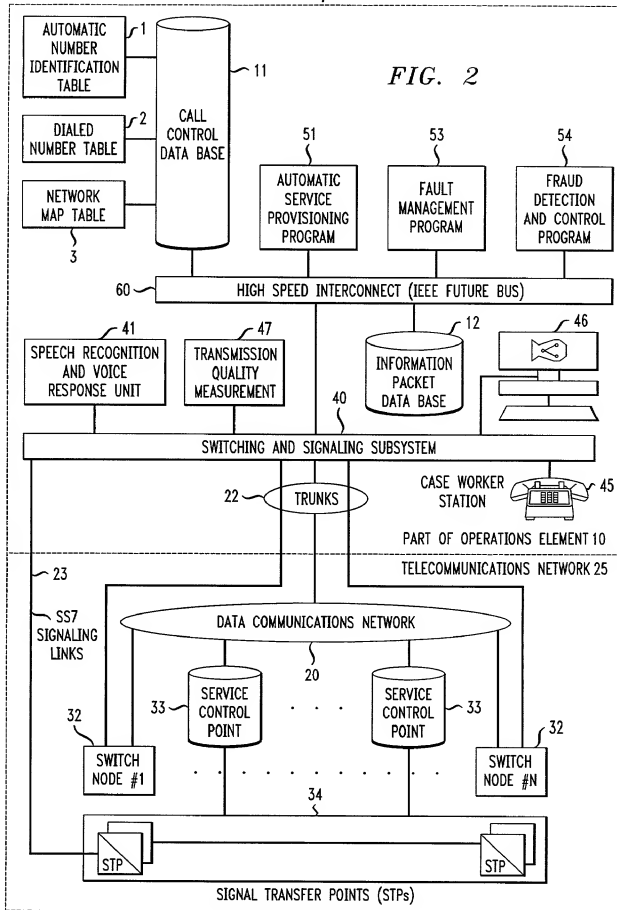 AUTOMATIC
NUMBER
IDENTIFICATION
TABLE
1
11
FIG. 2
CALL
CONTROL
DATA BASE
DIALED
NUMBER TABLE
2
NETWORK
MAP TABLE
3
51
AUTOMATIC
SERVICE
PROVISIONING
PROGRAM
53
FAULT
MANAGEMENT
PROGRAM
54
FRAUD
DETECTION
AND CONTROL
PROGRAM
60
HIGH SPEED INTERCONNECT (IEEE FUTURE BUS)
41
SPEECH RECOGNITION
AND VOICE
RESPONSE UNIT
47
TRANSMISSION
QUALITY
MEASUREMENT
12
INFORMATION
PACKET
DATA BASE
46
40
SWITCHING AND SIGNALING SUBSYSTEM
22
TRUNKS
CASE WORKER
STATION
45
PART OF OPERATIONS ELEMENT 10
TELECOMMUNICATIONS NETWORK 25
23
SS7
SIGNALING
LINKS
DATA COMMUNICATIONS NETWORK
20
33
SERVICE
CONTROL
POINT
. . .
SERVICE
CONTROL
POINT
33
32
SWITCH
NODE #1
32
SWITCH
NODE #N
34
STP
STP
SIGNAL TRANSFER POINTS (STPs)